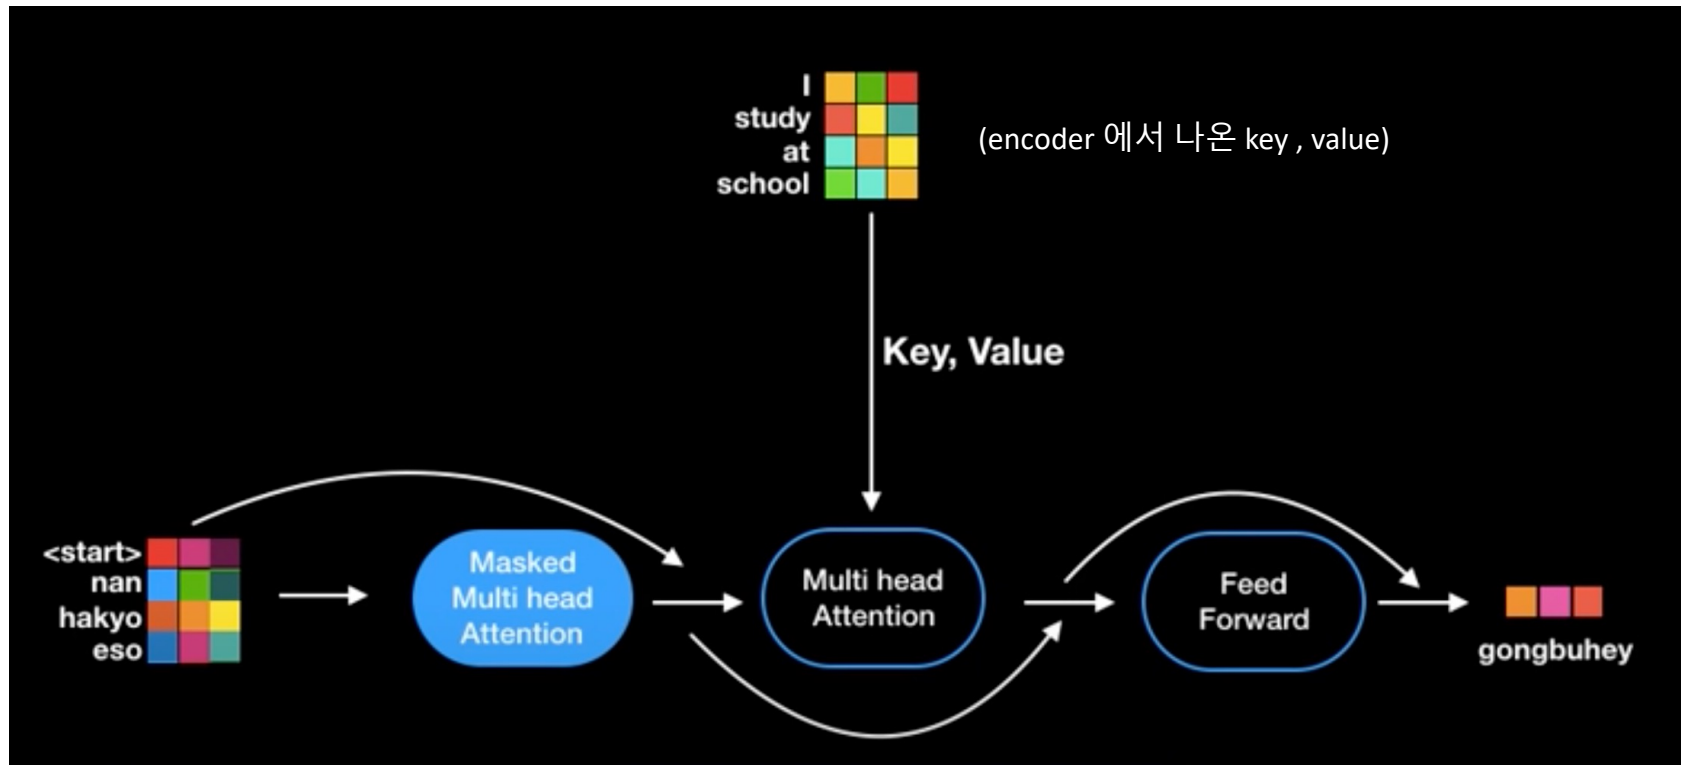 I
study
at
school
(encoder 에서 나온 key , value)
Key, Value
<start>
nan
hakyo
eso
Masked
Multi head
Attention
Multi head
Attention
Feed
Forward
gongbuhey